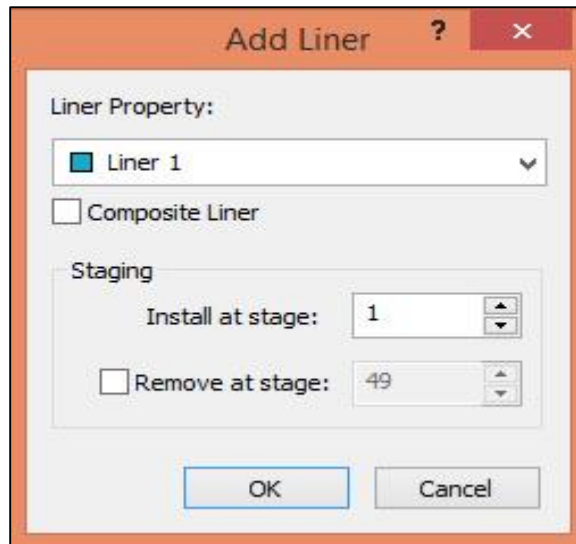 Add Liner ?
Liner Property:
Liner 1
Composite Liner
Staging
Install at stage: 1
Remove at stage: 49
OK Cancel